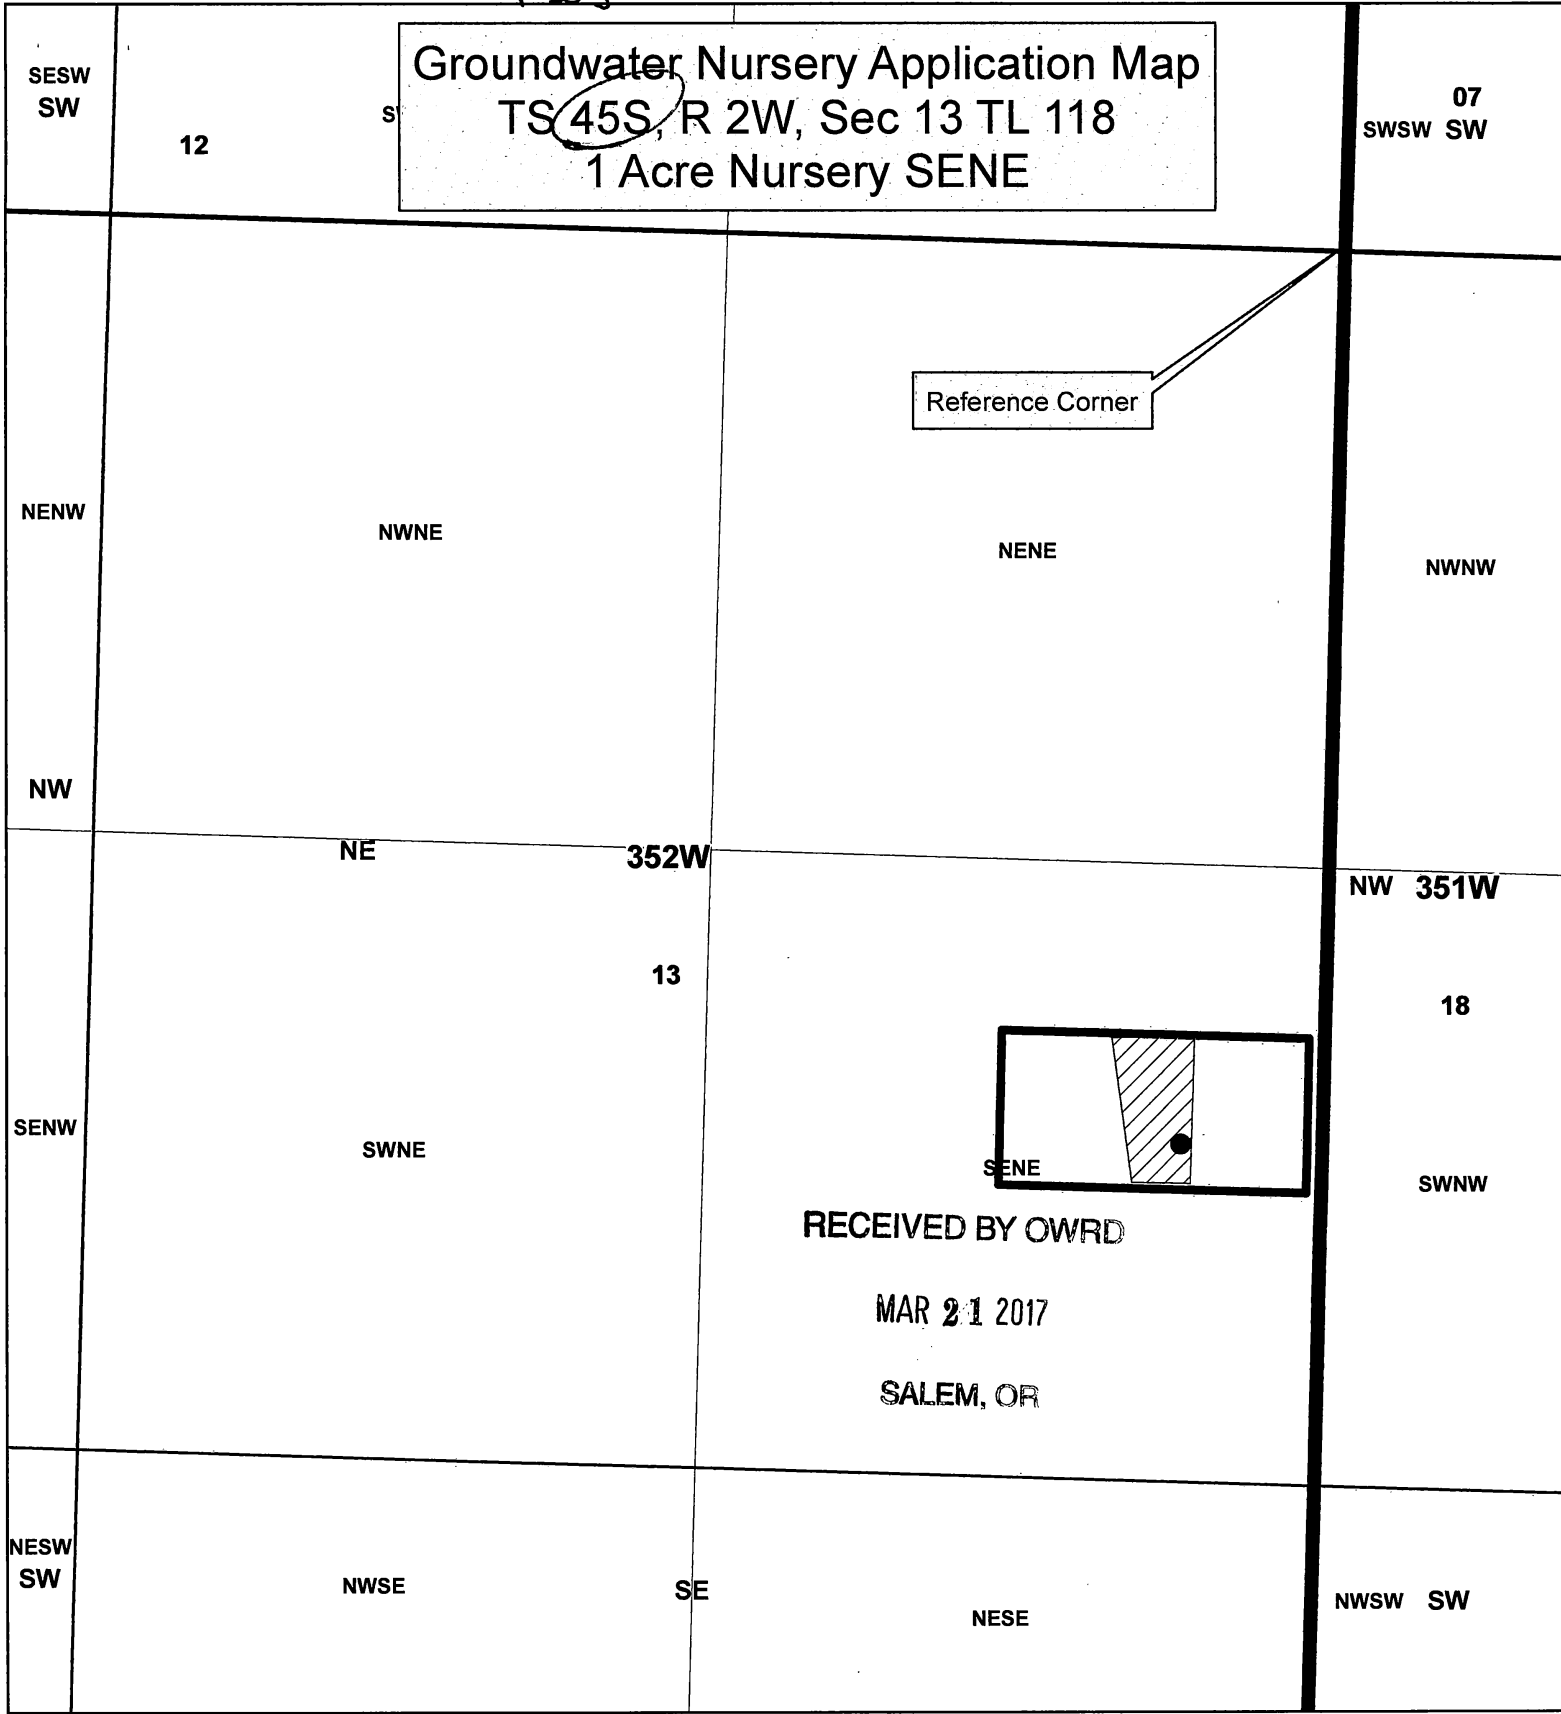 Groundwater Nursery Application Map
TS 45S, R 2W, Sec 13 TL 118
1 Acre Nursery SENE
SESW
SW
12
07
SWSW SW
Reference Corner
NENW
NWNE
NENE
NWNW
NW
NE
352W
NW 351W
13
18
SENW
SWNE
SENE
SWNW
RECEIVED BY OWRD
MAR 21 2017
SALEM, OR
NESW
SW
NWSE
SE
NESE
NWSW SW